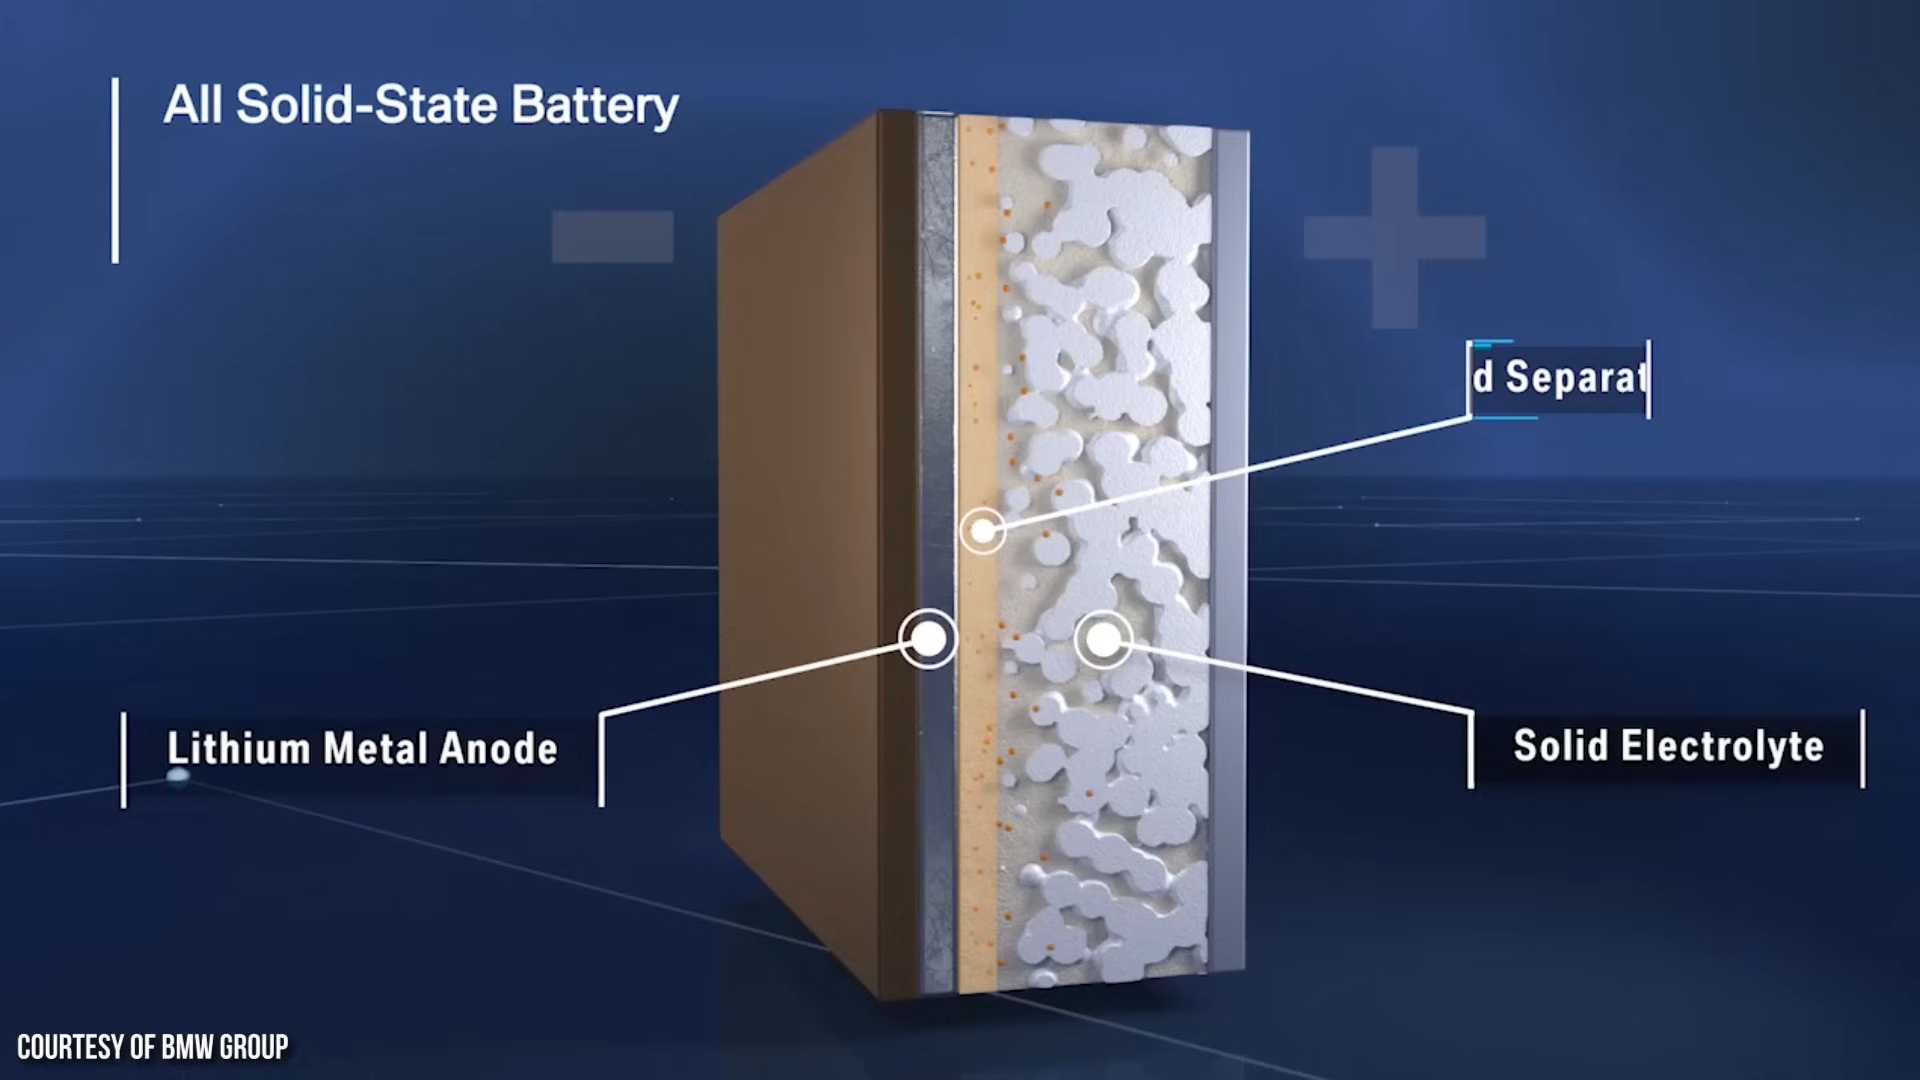 All Solid-State Battery
d Separat
Lithium Metal Anode
Solid Electrolyte
COURTESY OF BMW GROUP